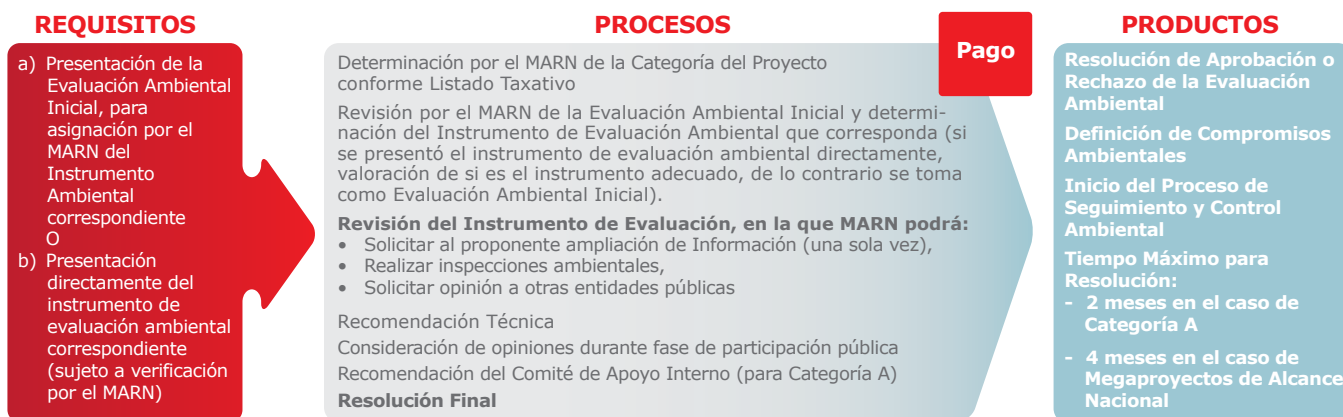 REQUISITOS
a) Presentación de la
Evaluación Ambiental
Inicial, para
asignación por el
MARN del
Instrumento
Ambiental
correspondiente
O
b) Presentación
directamente del
instrumento de
evaluación ambiental
correspondiente
(sujeto a verificación
por el MARN)
PROCESOS
Determinación por el MARN de la Categoría del Proyecto
conforme Listado Taxativo
Revisión por el MARN de la Evaluación Ambiental Inicial y determi-
nación del Instrumento de Evaluación Ambiental que corresponda (si
se presentó el instrumento de evaluación ambiental directamente,
valoración de si es el instrumento adecuado, de lo contrario se toma
como Evaluación Ambiental Inicial).
Revisión del Instrumento de Evaluación, en la que MARN podrá:
• Solicitar al proponente ampliación de Información (una sola vez),
• Realizar inspecciones ambientales,
• Solicitar opinión a otras entidades públicas
Recomendación Técnica
Consideración de opiniones durante fase de participación pública
Recomendación del Comité de Apoyo Interno (para Categoría A)
Resolución Final
Pago
PRODUCTOS
Resolución de Aprobación o
Rechazo de la Evaluación
Ambiental
Definición de Compromisos
Ambientales
Inicio del Proceso de
Seguimiento y Control
Ambiental
Tiempo Máximo para
Resolución:
- 2 meses en el caso de
Categoría A
- 4 meses en el caso de
Megaproyectos de Alcance
Nacional